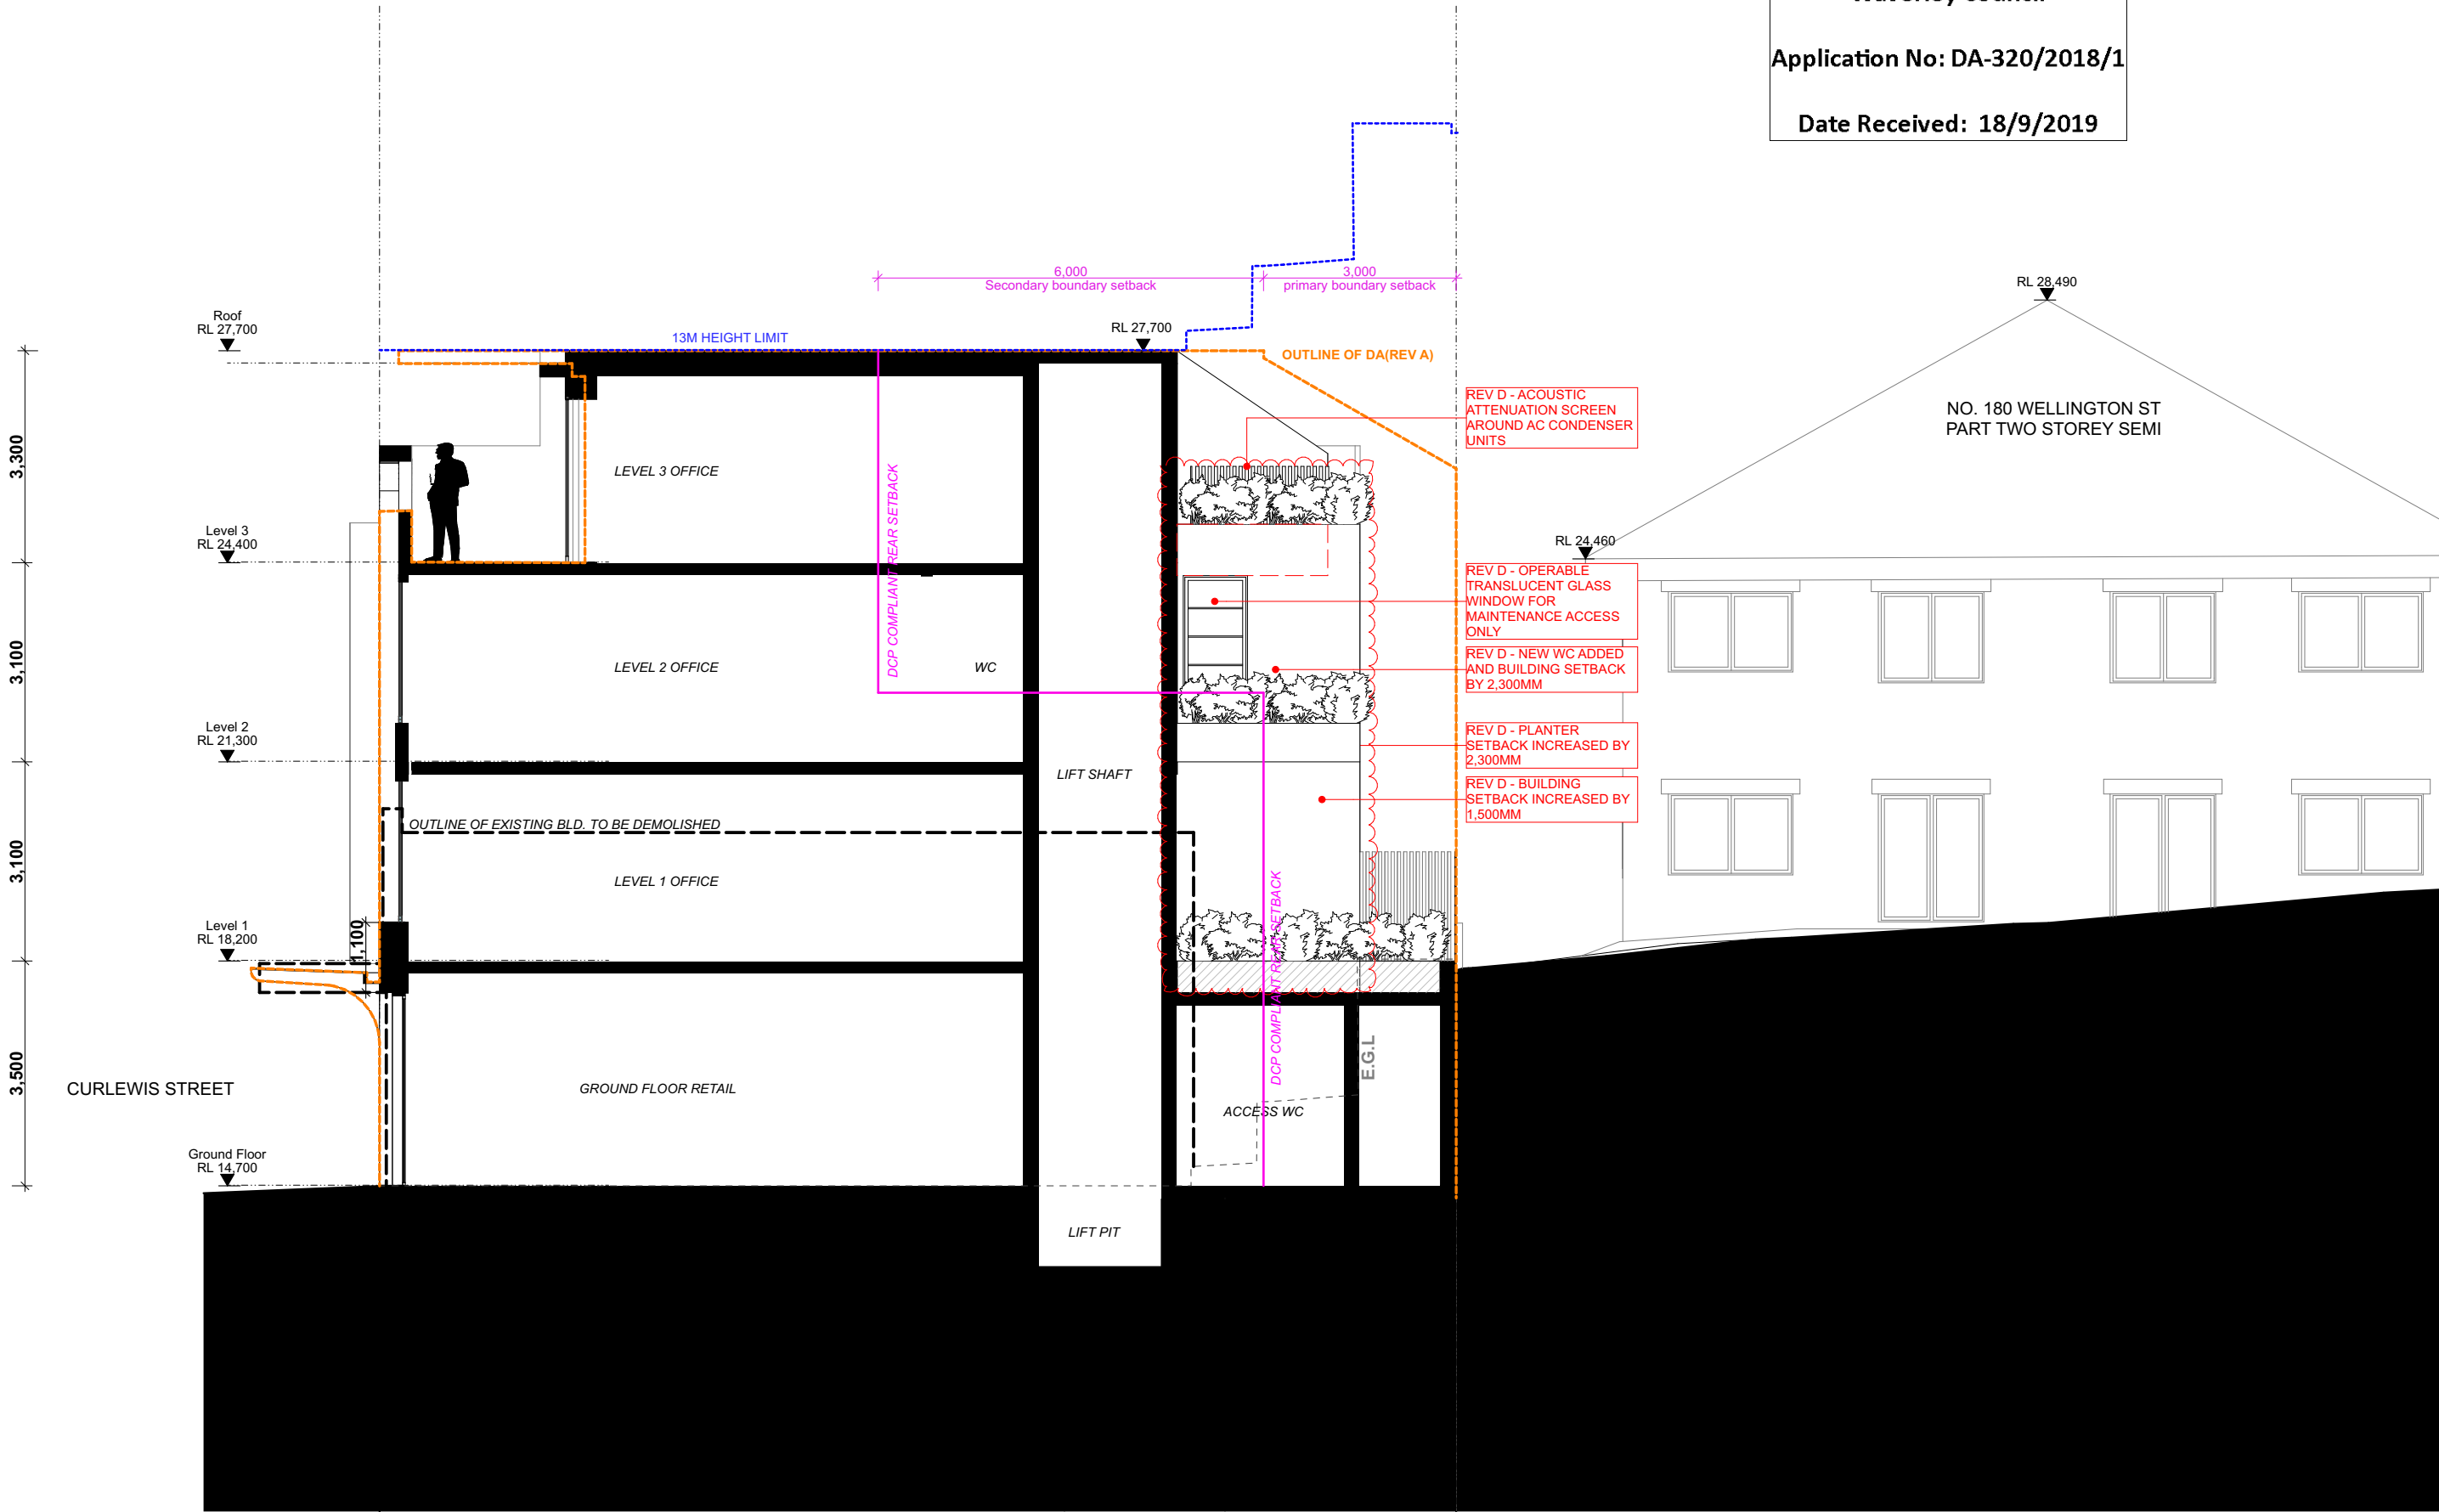 Application No: DA-320/2018/1
Date Received: 18/9/2019
6,000
Secondary boundary setback
3,000
primary boundary setback
RL 28,490
Roof
RL 27,700
13M HEIGHT LIMIT
RL 27,700
OUTLINE OF DA(REV A)
REV D - ACOUSTIC
ATTENUATION SCREEN
AROUND AC CONDENSER
UNITS
NO. 180 WELLINGTON ST
PART TWO STOREY SEMI
3,300
LEVEL 3 OFFICE
DCP COMPLIANT REAR SETBACK
Level 3
RL 24,400
RL 24,460
REV D - OPERABLE
TRANSLUCENT GLASS
WINDOW FOR
MAINTENANCE ACCESS
ONLY
3,100
LEVEL 2 OFFICE
WC
REV D - NEW WC ADDED
AND BUILDING SETBACK
BY 2,300MM
Level 2
RL 21,300
REV D - PLANTER
SETBACK INCREASED BY
2,300MM
LIFT SHAFT
REV D - BUILDING
SETBACK INCREASED BY
1,500MM
OUTLINE OF EXISTING BLD. TO BE DEMOLISHED
3,100
LEVEL 1 OFFICE
Level 1
RL 18,200
1,100
DCP COMPLIANT REAR SETBACK
E.G.L
3,500
CURLEWIS STREET
GROUND FLOOR RETAIL
ACCESS WC
Ground Floor
RL 14,700
LIFT PIT